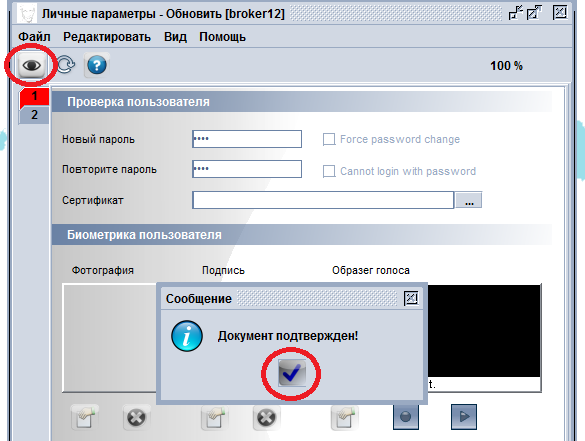 Личные параметры - Обновить [broker12]
Файл Редактировать Вид Помощь
100 %
1
2
Проверка пользователя
Новый пароль
Force password change
Повторите пароль
Cannot login with password
Сертификат
...
Биометрика пользователя
Фотография Подпись Образег голоса
Сообщение
Документ подтвержден!
t.